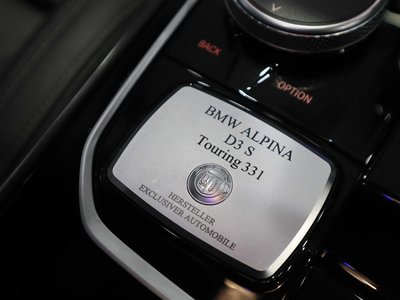 BACK
OPTION
BMW ALPINA
D3 S
Touring 331
HERSTELLER
EXCLUSIVER AUTOMOBILE